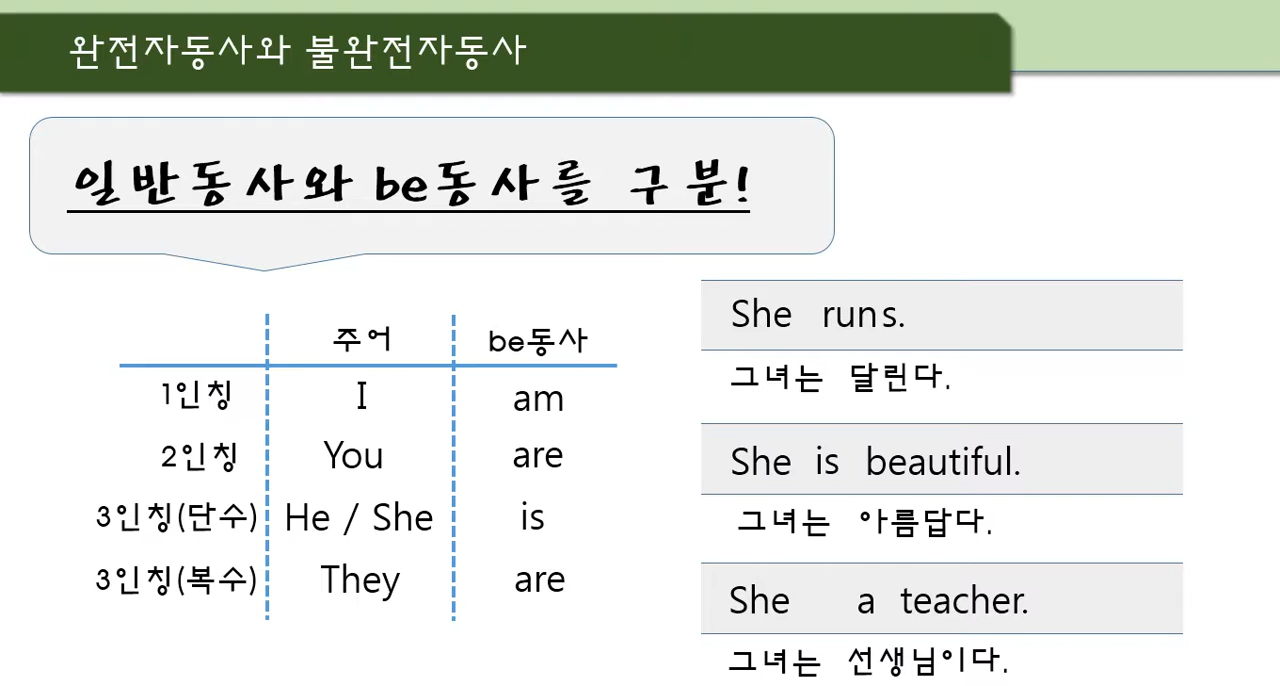 완전자동사와 불완전자동사
일반동사와 be동사를 구분!
주어 be동사
1인칭 I am
2인칭 You are
3인칭(단수) He / She is
3인칭(복수) They are
She runs.
그녀는 달린다.
She is beautiful.
그녀는 아름답다.
She a teacher.
그녀는 선생님이다.